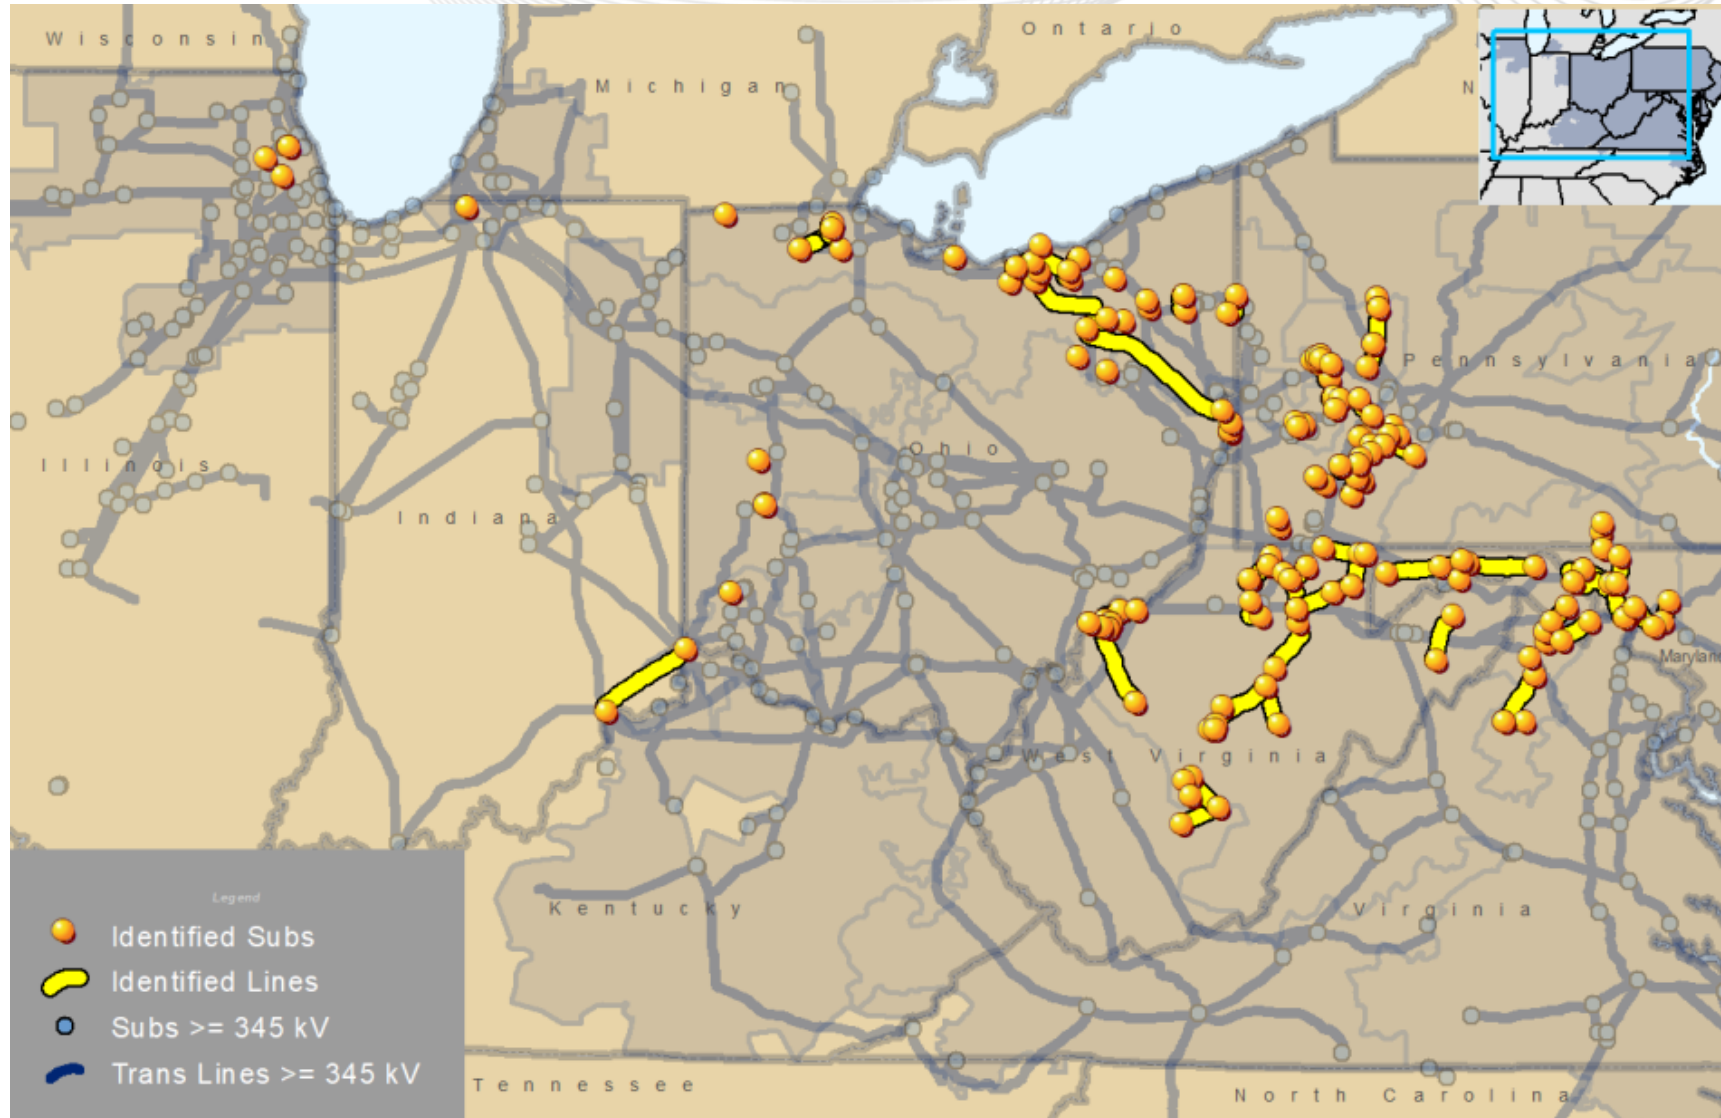 Wisconsin
Ontario
Michigan
N
Pennsylvania
Ohio
Illinois
Indiana
Maryland
West Virginia
Kentucky
Virginia
Tennessee
North Carolina
Legend
Identified Subs
Identified Lines
Subs >= 345 kV
Trans Lines >= 345 kV